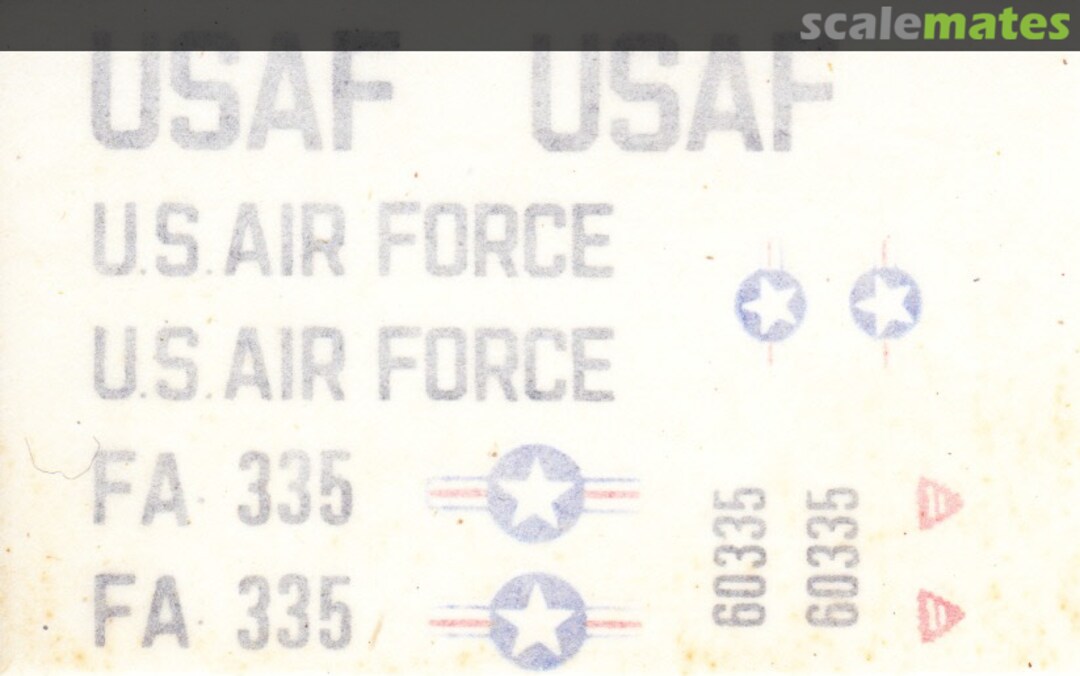 scalemates
USAF USAF
U.S. AIR FORCE
U.S. AIR FORCE
FA 335
FA 335
60335
60335